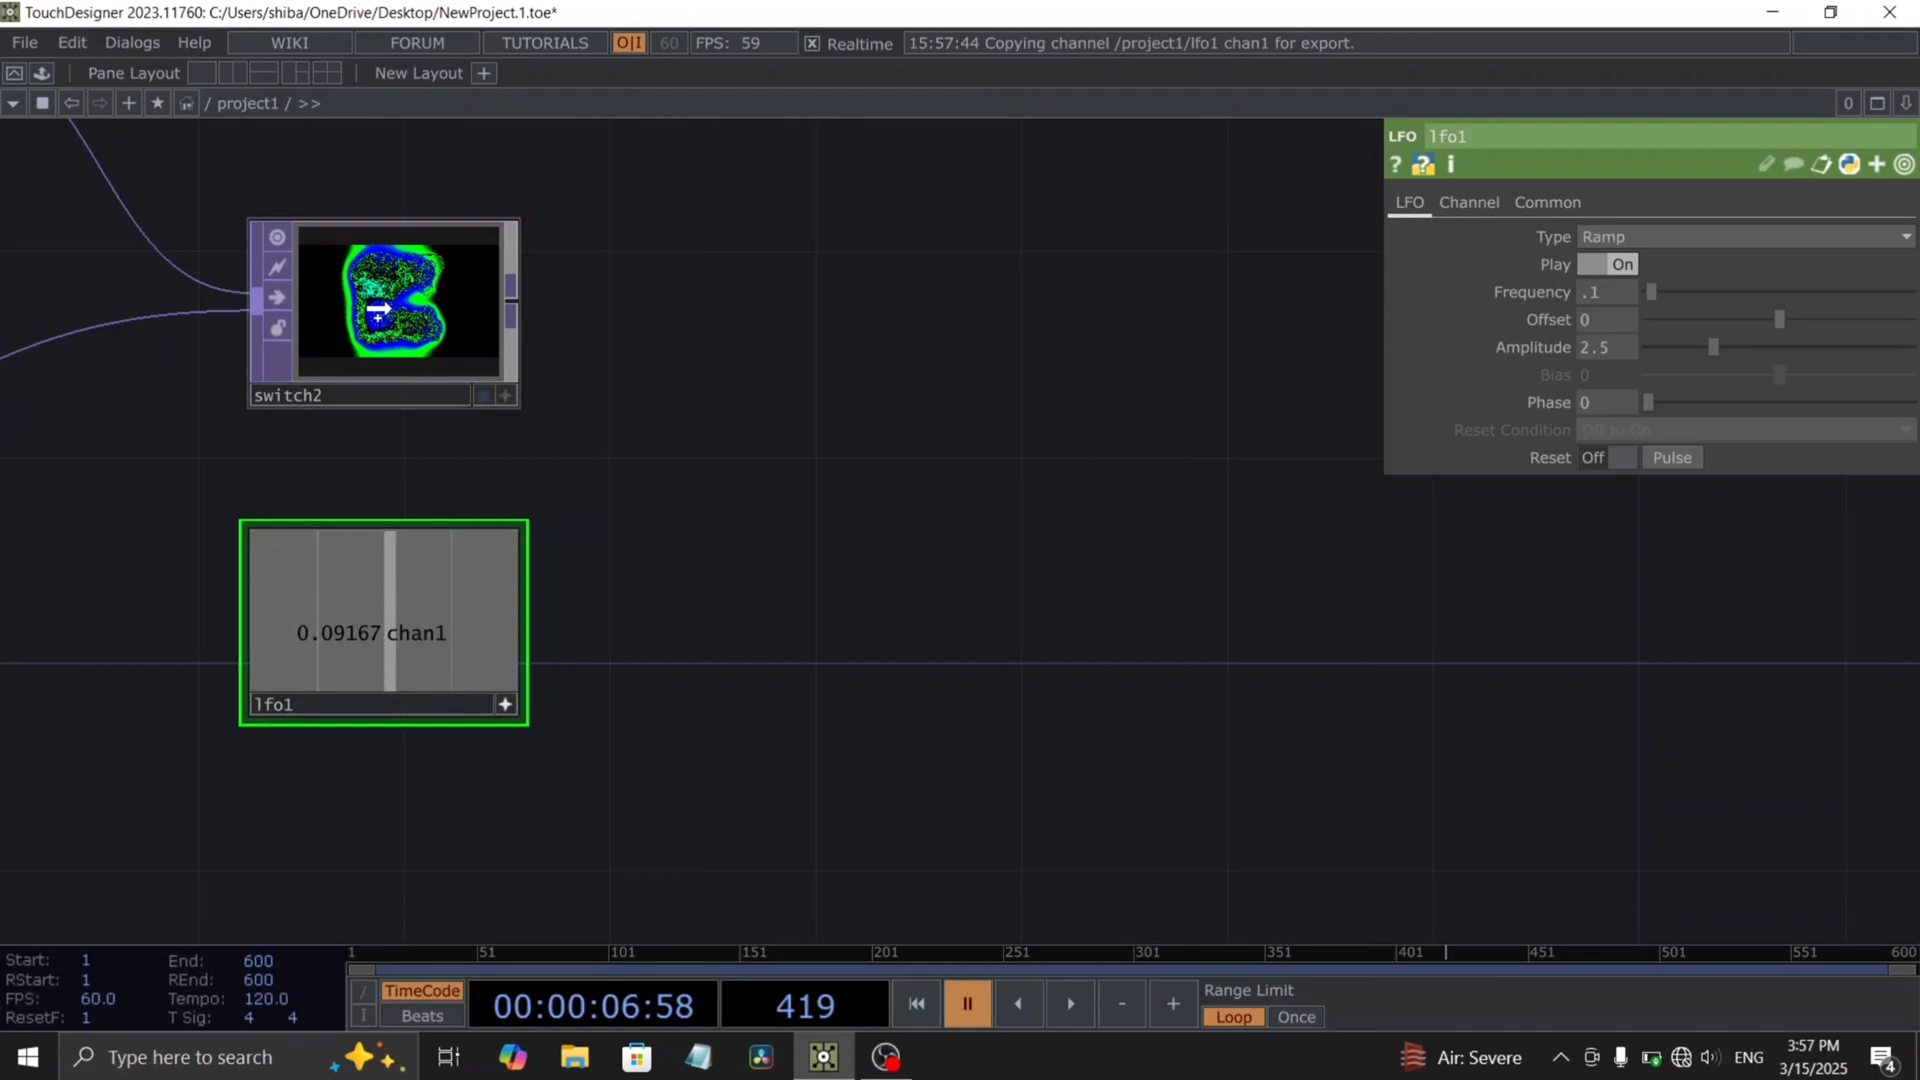 TouchDesigner 2023.11760: C:/Users/shiba/OneDrive/Desktop/NewProject.1.toe*
File Edit Dialogs Help WIKI FORUM TUTORIALS O|I 60 FPS: 59 X Realtime 15:57:44 Copying channel /project1/lfo1 chan1 for export.
Pane Layout New Layout +
/ project1 / >> 0
LFO lfo1
? ? i
LFO Channel Common
Type Ramp
Play On
Frequency .1
Offset 0
Amplitude 2.5
Bias 0
Phase 0
Reset Condition Off to On
Reset Off Pulse
switch2
0.09167 chan1
lfo1
1 51 101 151 201 251 301 351 401 451 501 551 600
Start: 1 End: 600
RStart: 1 REnd: 600
FPS: 60.0 Tempo: 120.0
ResetF: 1 T Sig: 4 4
/ TimeCode 00:00:06:58 419 - + Range Limit
I Beats Loop Once
Type here to search Air: Severe ENG 3:57 PM
3/15/2025 4